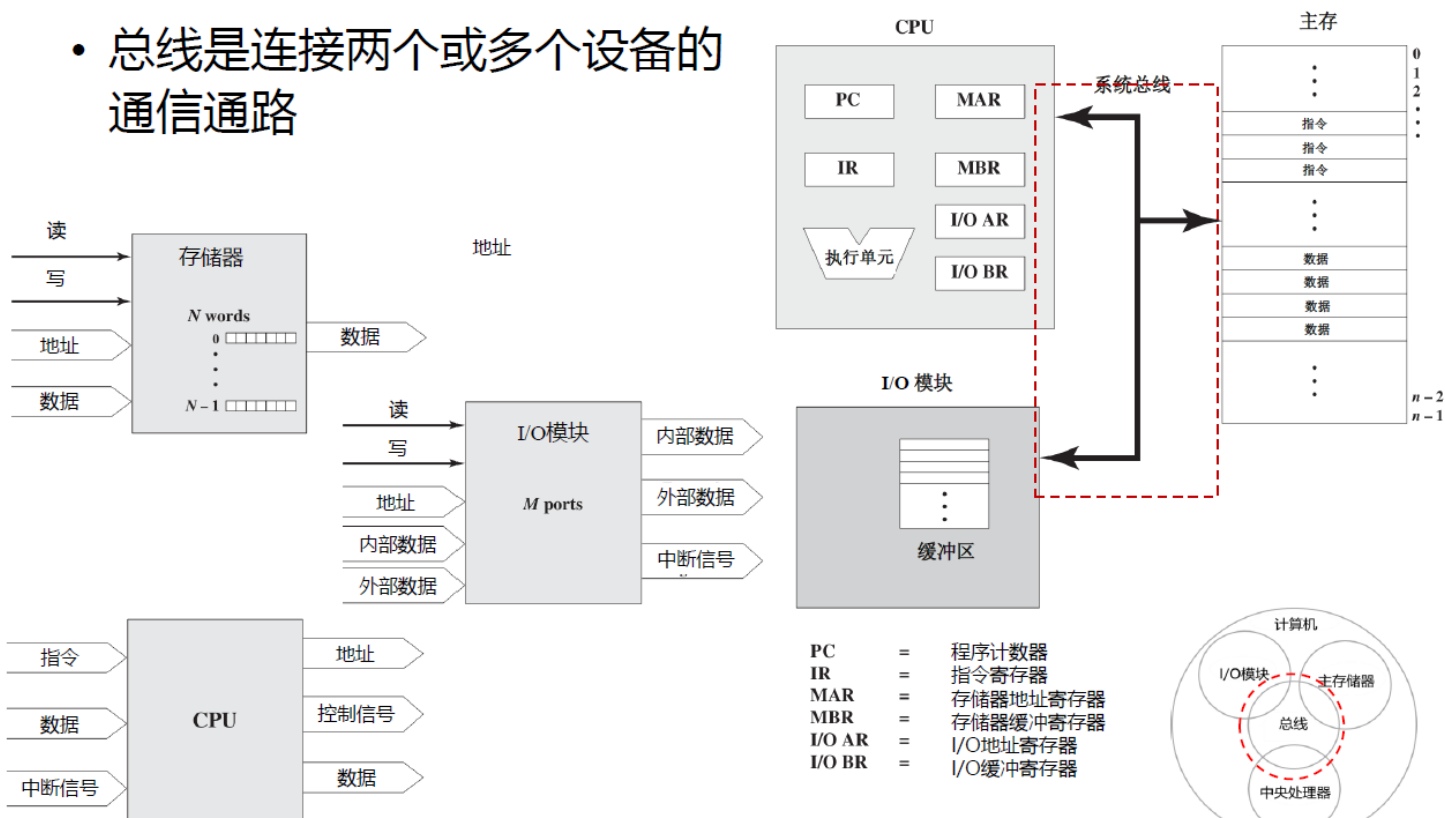 • 总线是连接两个或多个设备的
通信通路
读
写
地址
数据
存储器
N words
0
N – 1
数据
地址
读
写
地址
内部数据
外部数据
I/O模块
M ports
内部数据
外部数据
中断信号
指令
数据
中断信号
CPU
地址
控制信号
数据
CPU
PC
MAR
IR
MBR
I/O AR
执行单元
I/O BR
系统总线
主存
0
1
2
指令
指令
指令
数据
数据
数据
数据
n – 2
n – 1
I/O 模块
缓冲区
PC = 程序计数器
IR = 指令寄存器
MAR = 存储器地址寄存器
MBR = 存储器缓冲寄存器
I/O AR = I/O地址寄存器
I/O BR = I/O缓冲寄存器
计算机
I/O模块
主存储器
总线
中央处理器